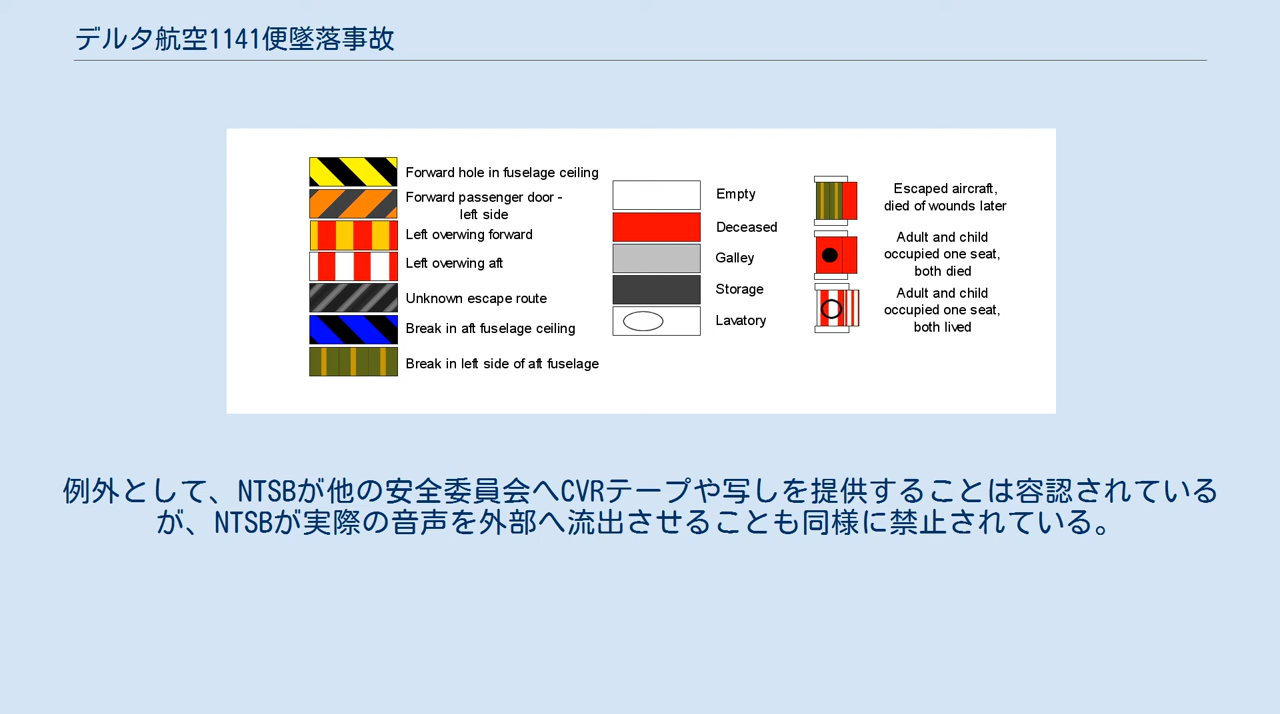 デルタ航空1141便墜落事故
Forward hole in fuselage ceiling
Forward passenger door -
left side
Left overwing forward
Left overwing aft
Unknown escape route
Break in aft fuselage ceiling
Break in left side of aft fuselage
Empty
Deceased
Galley
Storage
Lavatory
Escaped aircraft,
died of wounds later
Adult and child
occupied one seat,
both died
Adult and child
occupied one seat,
both lived
例外として、NTSBが他の安全委員会へCVRテープや写しを提供することは容認されている
が、NTSBが実際の音声を外部へ流出させることも同様に禁止されている。